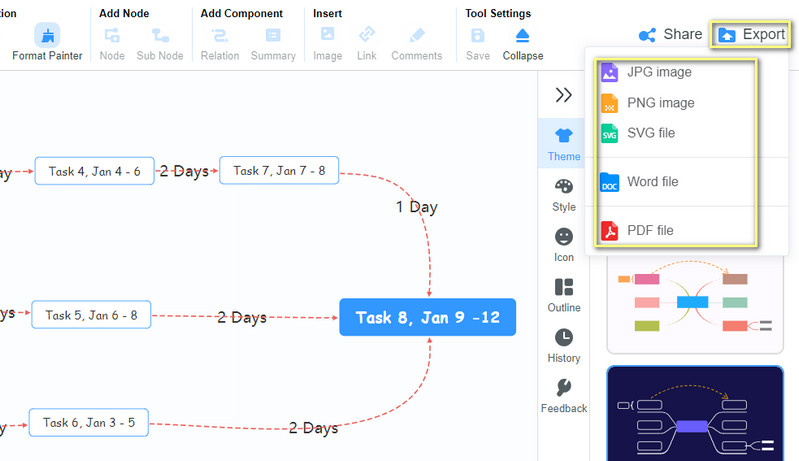 tion
Add Node
Add Component
Insert
Tool Settings
Format Painter
Node
Sub Node
Relation
Summary
Image
Link
Comments
Save
Collapse
Share
Export
JPG image
PNG image
SVG
SVG file
DOC
Word file
PDF file
Theme
Style
Icon
Outline
History
Feedback
ay
Task 4, Jan 4 - 6
2 Days
Task 7, Jan 7 - 8
1 Day
ys
Task 5, Jan 6 - 8
2 Days
Task 8, Jan 9 -12
y
Task 6, Jan 3 - 5
2 Days